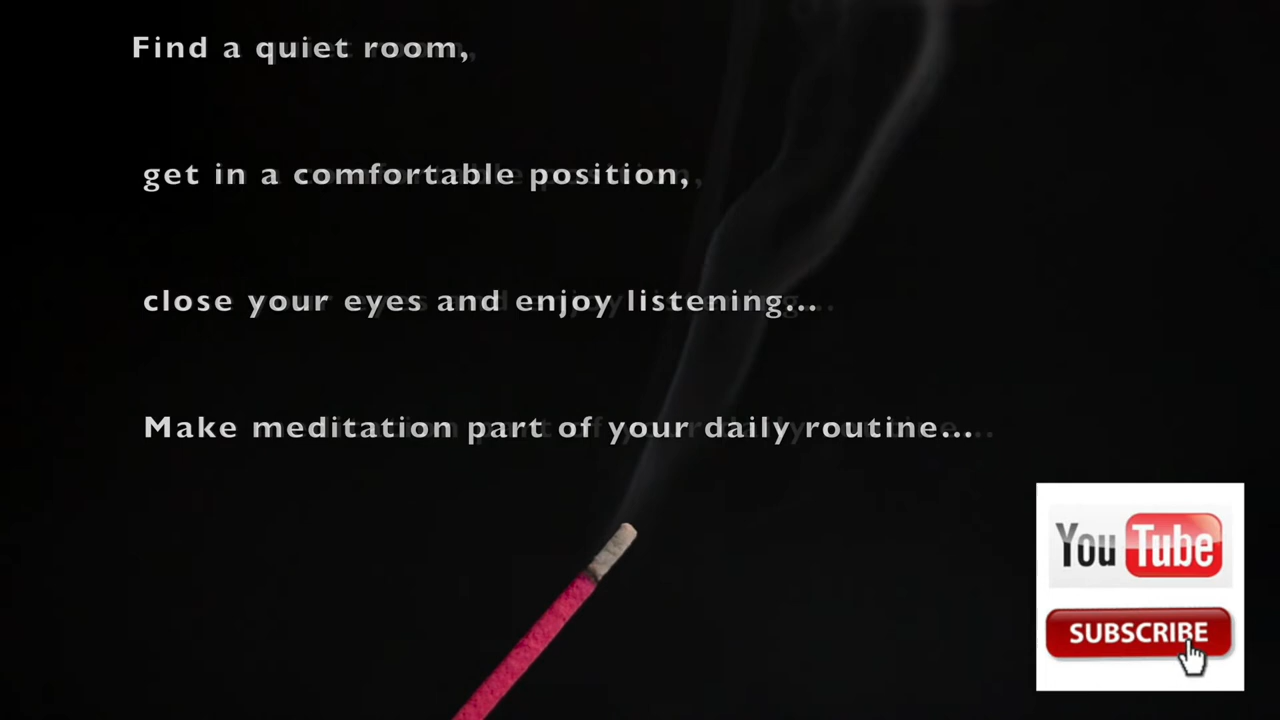 Find a quiet room,
get in a comfortable position,
close your eyes and enjoy listening...
Make meditation part of your daily routine...
You Tube
SUBSCRIBE